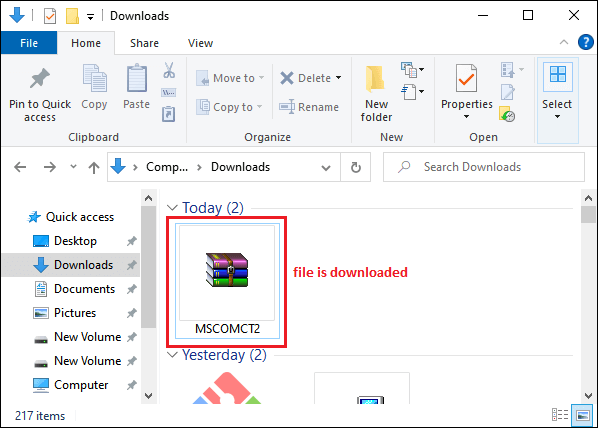 Downloads
File Home Share View
Pin to Quick access
Copy
Paste
Clipboard
Move to
Copy to
Delete
Rename
Organize
New folder
New
Properties
Open
Select
Comp... Downloads
Search Downloads
Quick access
Desktop
Downloads
Documents
Pictures
New Volume
New Volume
Computer
Today (2)
MSCOMCT2
file is downloaded
Yesterday (2)
217 items